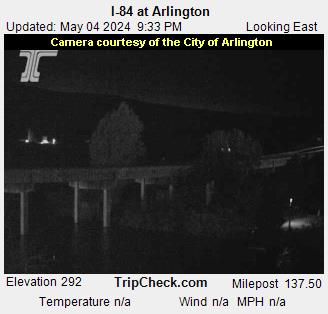 I-84 at Arlington
Updated: May 04 2024 9:33 PM Looking East
Camera courtesy of the City of Arlington
Elevation 292 TripCheck.com Milepost 137.50
Temperature n/a Wind n/a MPH n/a